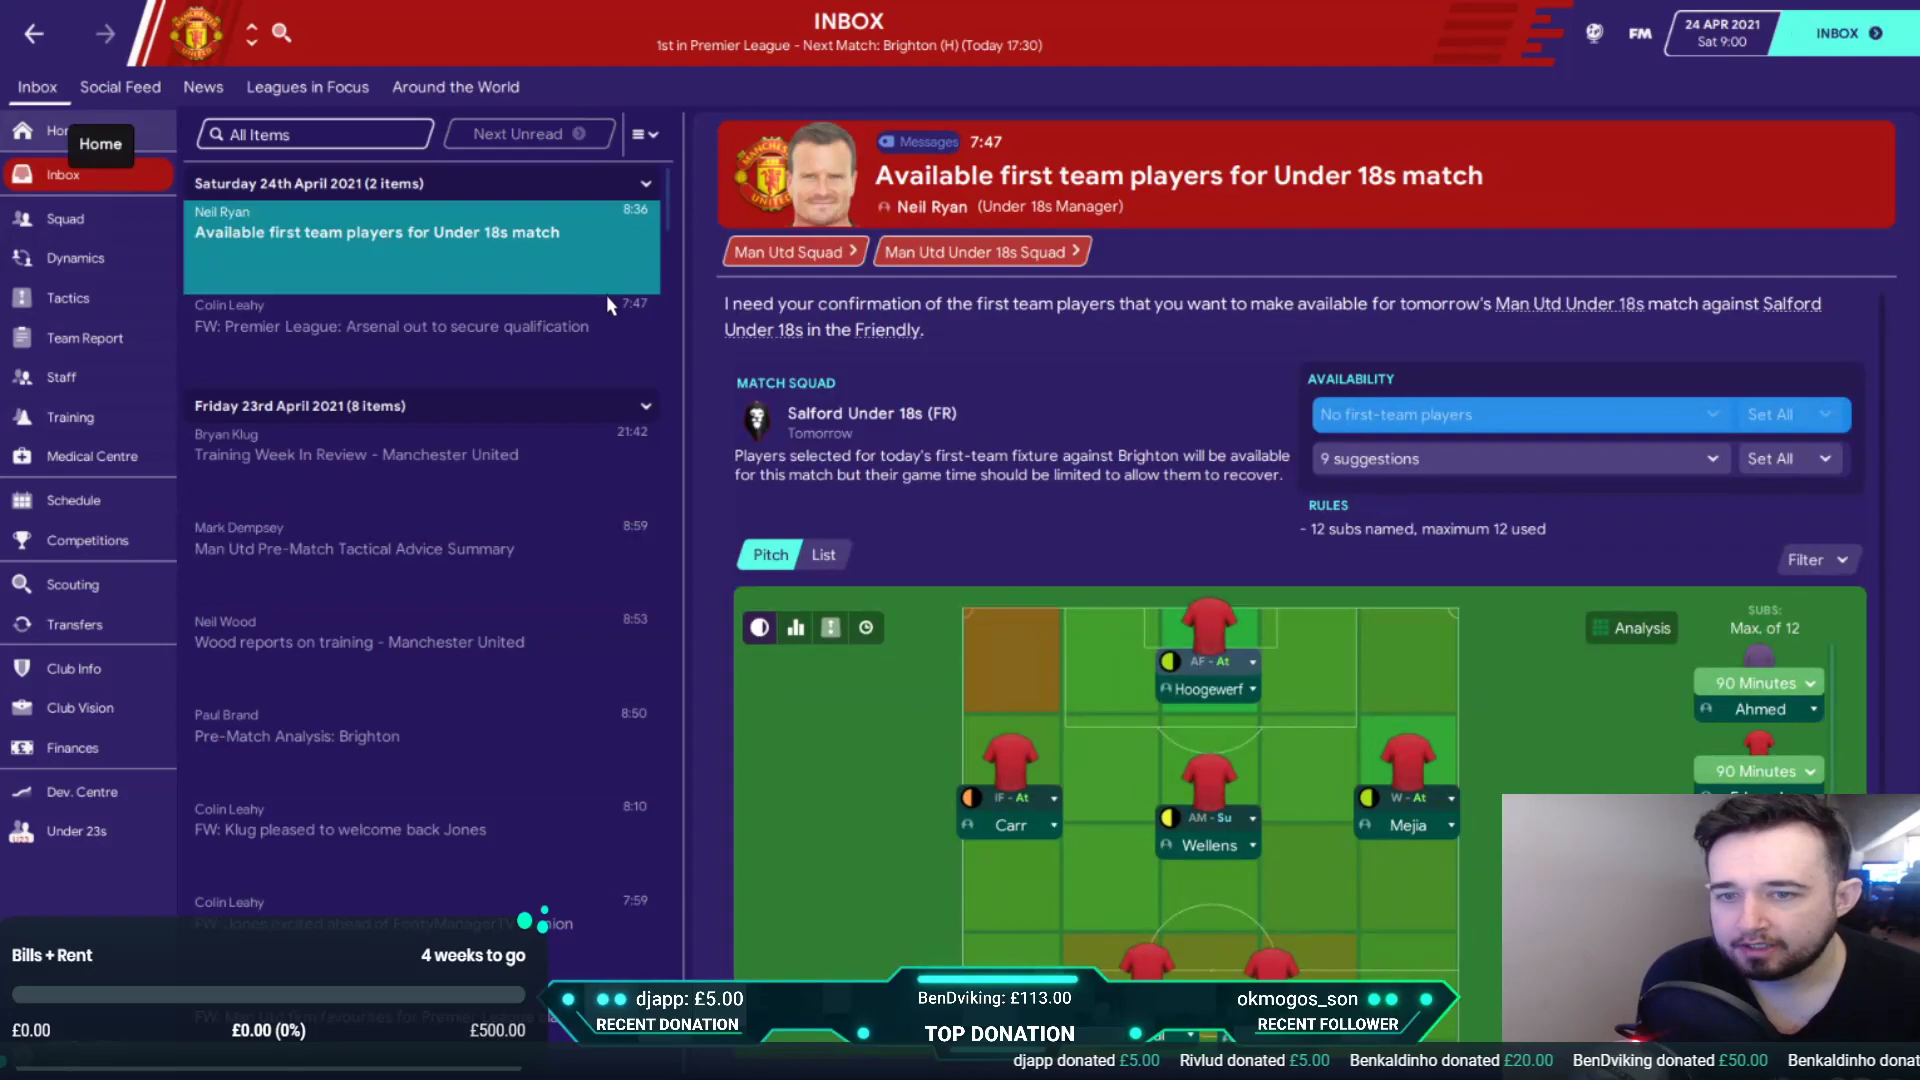 INBOX
1st in Premier League - Next Match: Brighton (H) (Today 17:30)
FM
24 APR 2021
Sat 9:00
INBOX
Inbox
Social Feed
News
Leagues in Focus
Around the World
Home
Inbox
Squad
Dynamics
Tactics
Team Report
Staff
Training
Medical Centre
Schedule
Competitions
Scouting
Transfers
Club Info
Club Vision
Finances
Dev. Centre
Under 23s
All Items
Next Unread
Saturday 24th April 2021 (2 items)
Neil Ryan
8:36
Available first team players for Under 18s match
Colin Leahy
7:47
FW: Premier League: Arsenal out to secure qualification
Friday 23rd April 2021 (8 items)
Bryan Klug
21:42
Training Week In Review - Manchester United
Mark Dempsey
8:59
Man Utd Pre-Match Tactical Advice Summary
Neil Wood
8:53
Wood reports on training - Manchester United
Paul Brand
8:50
Pre-Match Analysis: Brighton
Colin Leahy
8:10
FW: Klug pleased to welcome back Jones
Colin Leahy
7:59
FW: Jones excited ahead of FootyManagerTV
Messages
7:47
Available first team players for Under 18s match
Neil Ryan (Under 18s Manager)
Man Utd Squad
Man Utd Under 18s Squad
I need your confirmation of the first team players that you want to make available for tomorrow's Man Utd Under 18s match against Salford
Under 18s in the Friendly.
MATCH SQUAD
Salford Under 18s (FR)
Tomorrow
Players selected for today's first-team fixture against Brighton will be available
for this match but their game time should be limited to allow them to recover.
AVAILABILITY
No first-team players
Set All
9 suggestions
Set All
RULES
- 12 subs named, maximum 12 used
Pitch
List
Filter
Analysis
SUBS:
Max. of 12
90 Minutes
Ahmed
90 Minutes
AF - At
Hoogewerf
IF - At
Carr
AM - Su
Wellens
W - At
Mejia
Bills + Rent
4 weeks to go
£0.00
£0.00 (0%)
£500.00
djapp: £5.00
RECENT DONATION
BenDviking: £113.00
TOP DONATION
okmogos_son
RECENT FOLLOWER
djapp donated £5.00 Rivlud donated £5.00 Benkaldinho donated £20.00 BenDviking donated £50.00 Benkaldinho donat